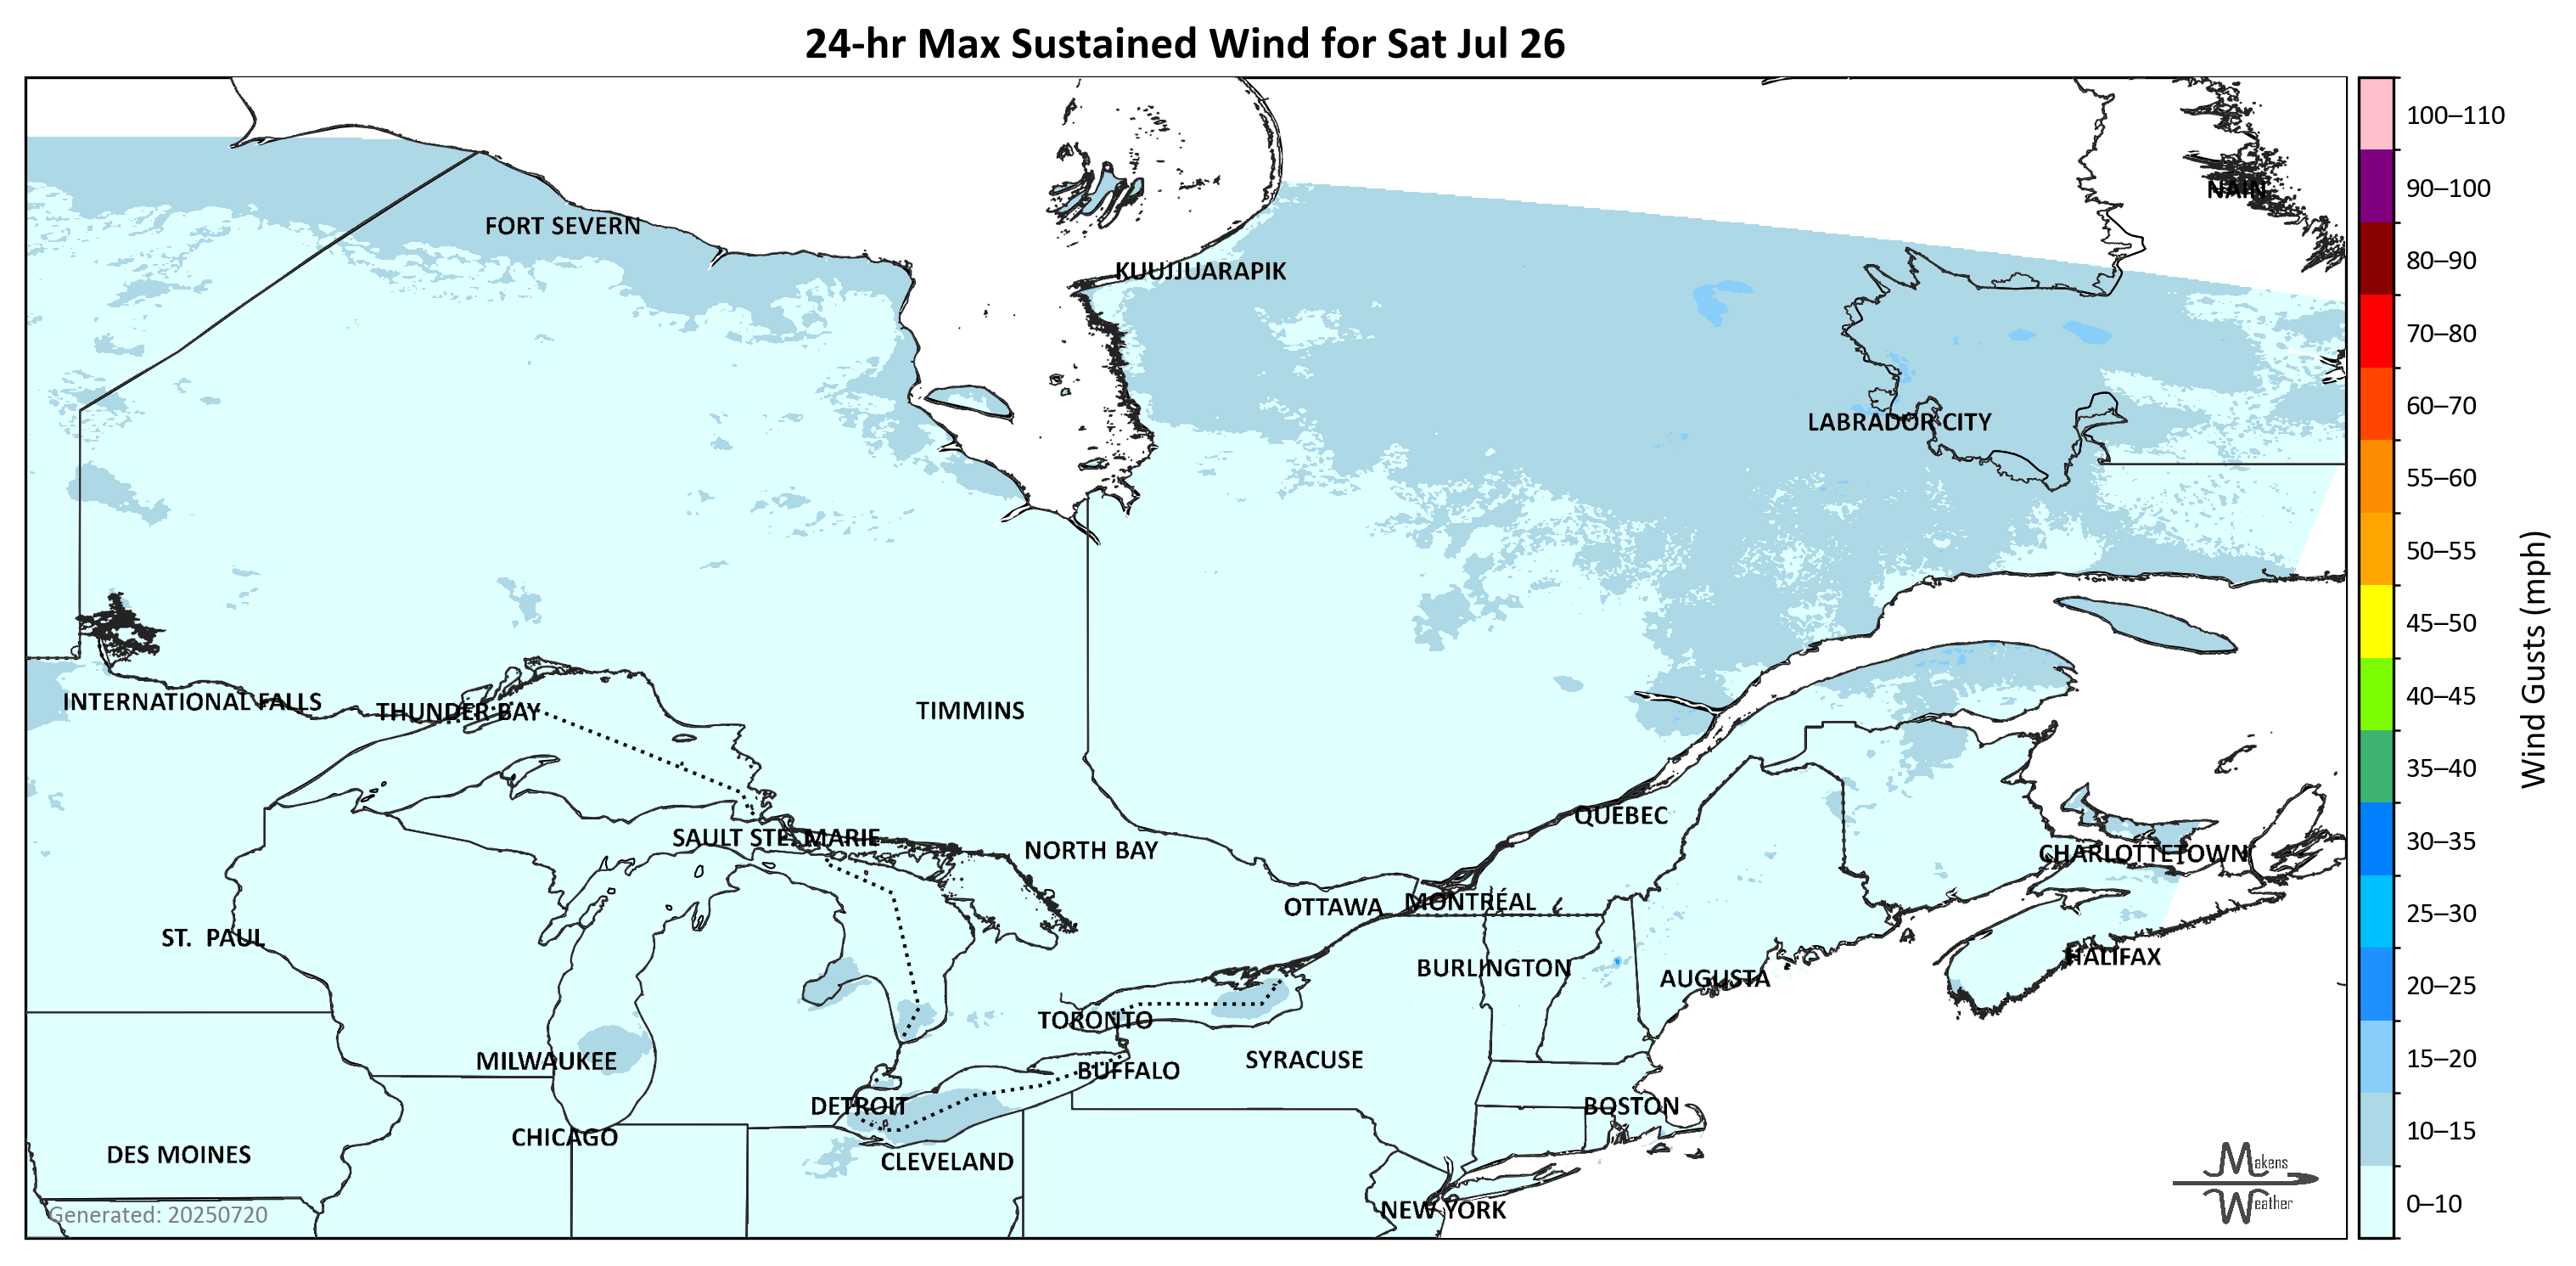 24-hr Max Sustained Wind for Sat Jul 26
100–110
90–100
NAIN
FORT SEVERN
80–90
KUUJJUARAPIK
70–80
60–70
LABRADOR CITY
55–60
50–55
45–50
Wind Gusts (mph)
40–45
INTERNATIONAL FALLS
THUNDER BAY
TIMMINS
35–40
QUÉBEC
30–35
SAULT STE. MARIE
NORTH BAY
CHARLOTTETOWN
OTTAWA
MONTRÉAL
25–30
ST. PAUL
HALIFAX
BURLINGTON
AUGUSTA
20–25
TORONTO
MILWAUKEE
SYRACUSE
BUFFALO
15–20
DETROIT
BOSTON
CHICAGO
10–15
DES MOINES
CLEVELAND
Makens
Weather
0–10
NEW YORK
Generated: 20250720